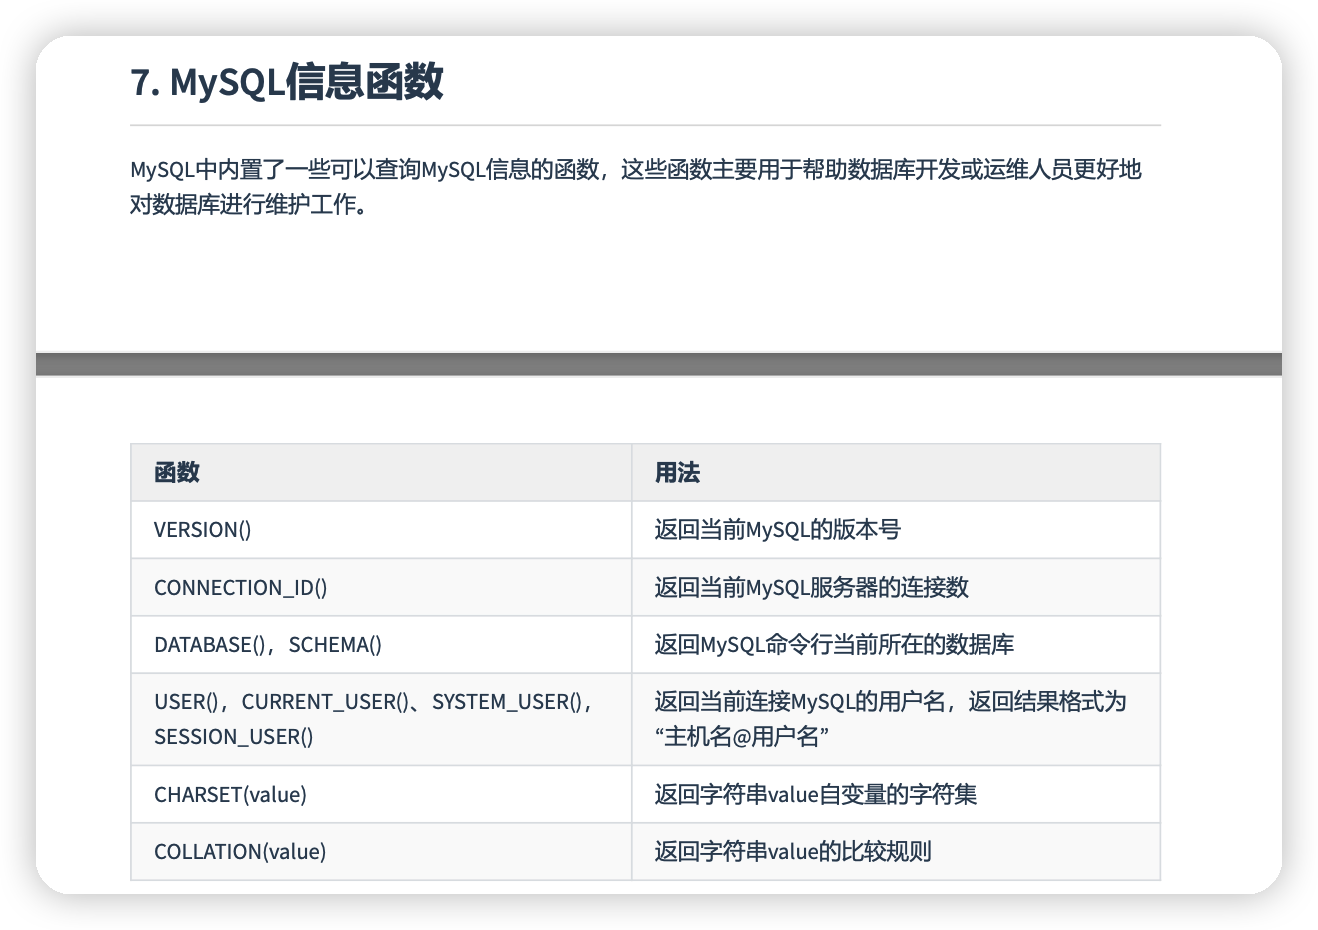 7. MySQL信息函数
MySQL中内置了一些可以查询MySQL信息的函数，这些函数主要用于帮助数据库开发或运维人员更好地
对数据库进行维护工作。
函数 用法
VERSION() 返回当前MySQL的版本号
CONNECTION_ID() 返回当前MySQL服务器的连接数
DATABASE()，SCHEMA() 返回MySQL命令行当前所在的数据库
USER()，CURRENT_USER()、SYSTEM_USER()， 返回当前连接MySQL的用户名，返回结果格式为
SESSION_USER() “主机名@用户名”
CHARSET(value) 返回字符串value自变量的字符集
COLLATION(value) 返回字符串value的比较规则